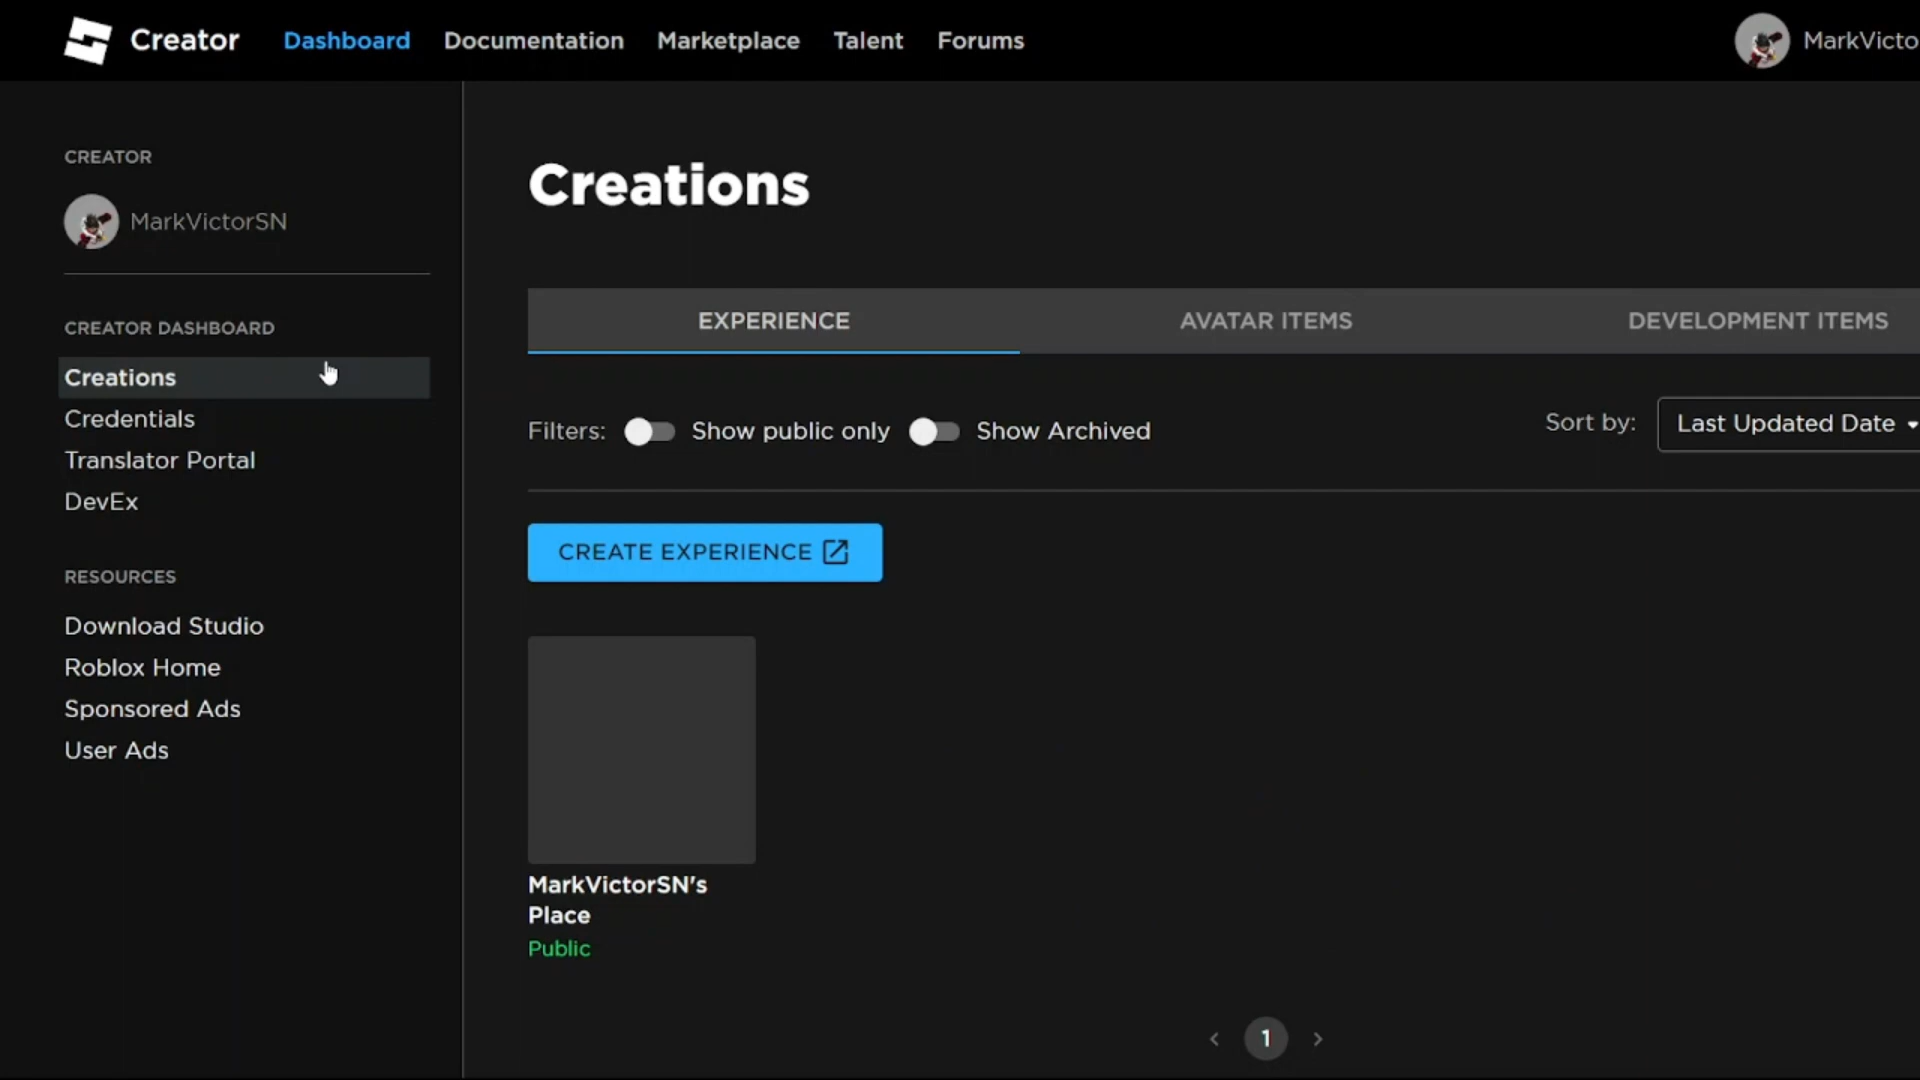 Creator Dashboard Documentation Marketplace Talent Forums MarkVicto
CREATOR
MarkVictorSN
CREATOR DASHBOARD
Creations
Credentials
Translator Portal
DevEx
RESOURCES
Download Studio
Roblox Home
Sponsored Ads
User Ads
Creations
EXPERIENCE AVATAR ITEMS DEVELOPMENT ITEMS
Filters: Show public only Show Archived Sort by: Last Updated Date
CREATE EXPERIENCE
MarkVictorSN's
Place
Public
1